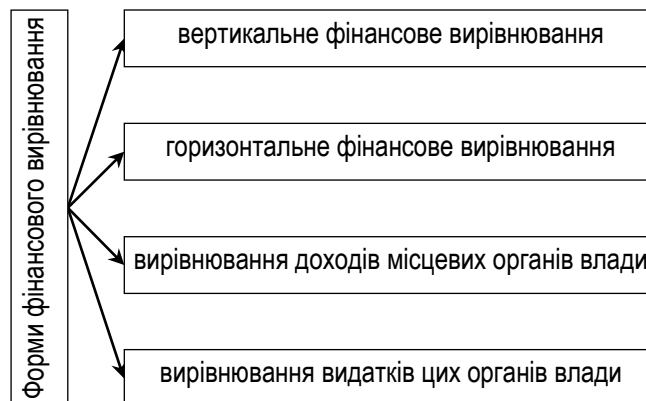 Форми фінансового вирівнювання
вертикальне фінансове вирівнювання
горизонтальне фінансове вирівнювання
вирівнювання доходів місцевих органів влади
вирівнювання видатків цих органів влади